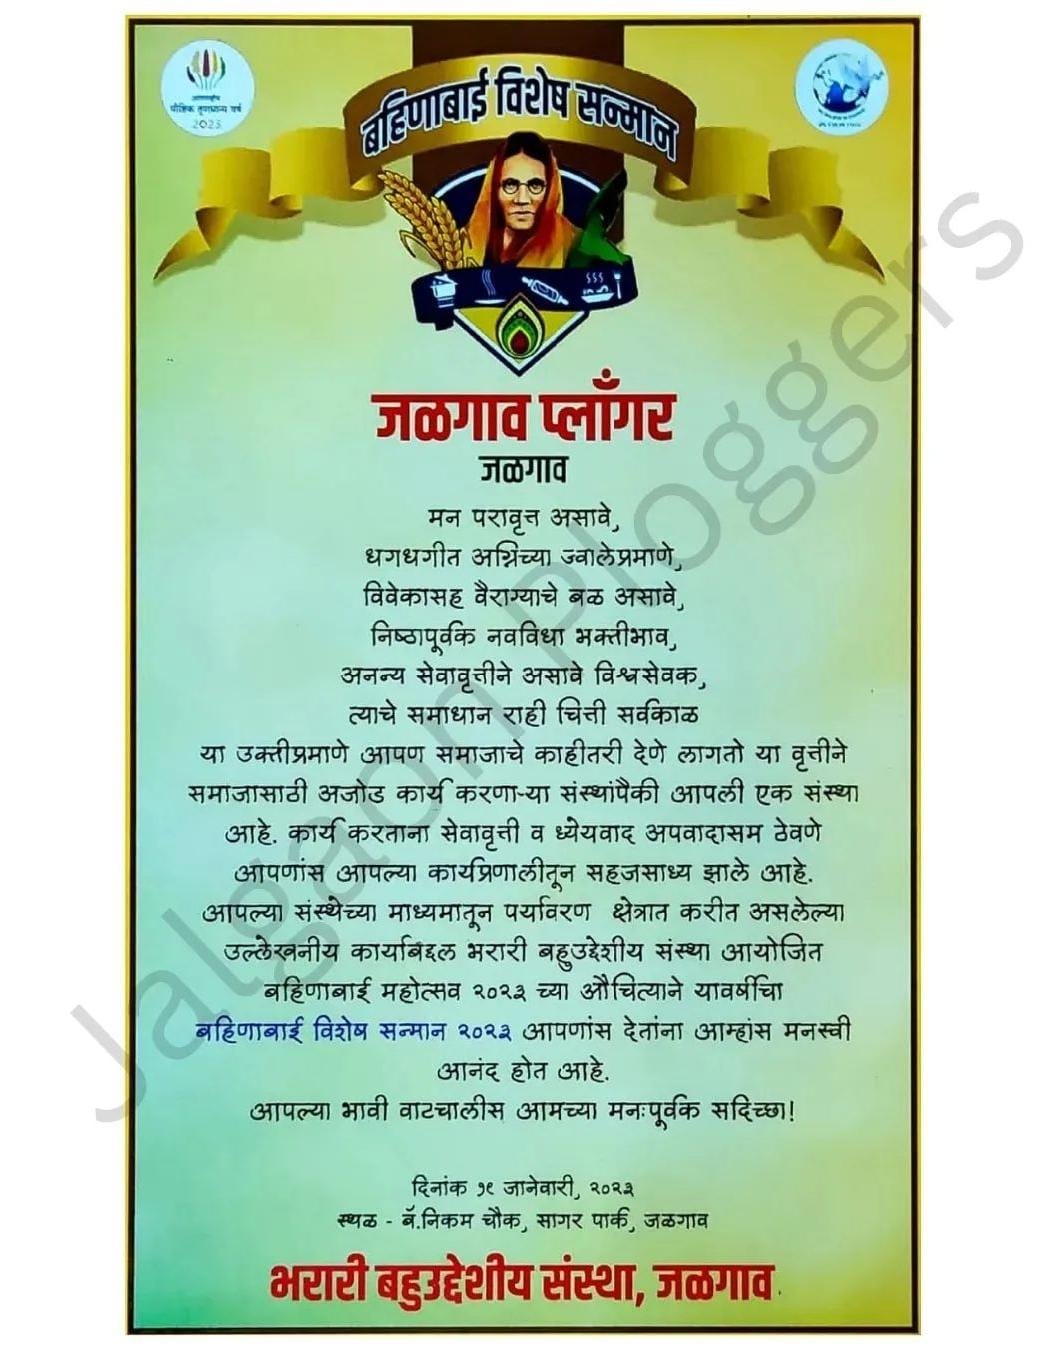 आंतरराष्ट्रीय
पौष्टिक तृणधान्य वर्ष
2023
बहिणाबाई विशेष सन्मान
जळगाव प्लॉंगर
जळगाव
मन परावृत्त असावे,
धगधगीत अग्निच्या ज्वालेप्रमाणे,
विवेकासह वैराग्याचे बळ असावे,
निष्ठापूर्वक नवविधा भक्तीभाव,
अनन्य सेवावृत्तीने असावे विश्वसेवक,
त्याचे समाधान राही चित्ती सर्वकाळ
या उक्तीप्रमाणे आपण समाजाचे काहीतरी देणे लागतो या वृत्तीने
समाजासाठी अजोड कार्य करणाऱ्या संस्थांपैकी आपली एक संस्था
आहे. कार्य करताना सेवावृत्ती व ध्येयवाद अपवादासम ठेवणे
आपणांस आपल्या कार्यप्रणालीतून सहजसाध्य झाले आहे.
आपल्या संस्थेच्या माध्यमातून पर्यावरण क्षेत्रात करीत असलेल्या
उल्लेखनीय कार्याबद्दल भरारी बहुउद्देशीय संस्था आयोजित
बहिणाबाई महोत्सव २०२३ च्या औचित्याने यावर्षीचा
बहिणाबाई विशेष सन्मान २०२३ आपणांस देतांना आम्हांस मनस्वी
आनंद होत आहे.
आपल्या भावी वाटचालीस आमच्या मनःपूर्वक सदिच्छा!
दिनांक १९ जानेवारी, २०२३
स्थळ - बॅ.निकम चौक, सागर पार्क, जळगाव
भरारी बहुउद्देशीय संस्था, जळगाव
Jalgaon Ploggers